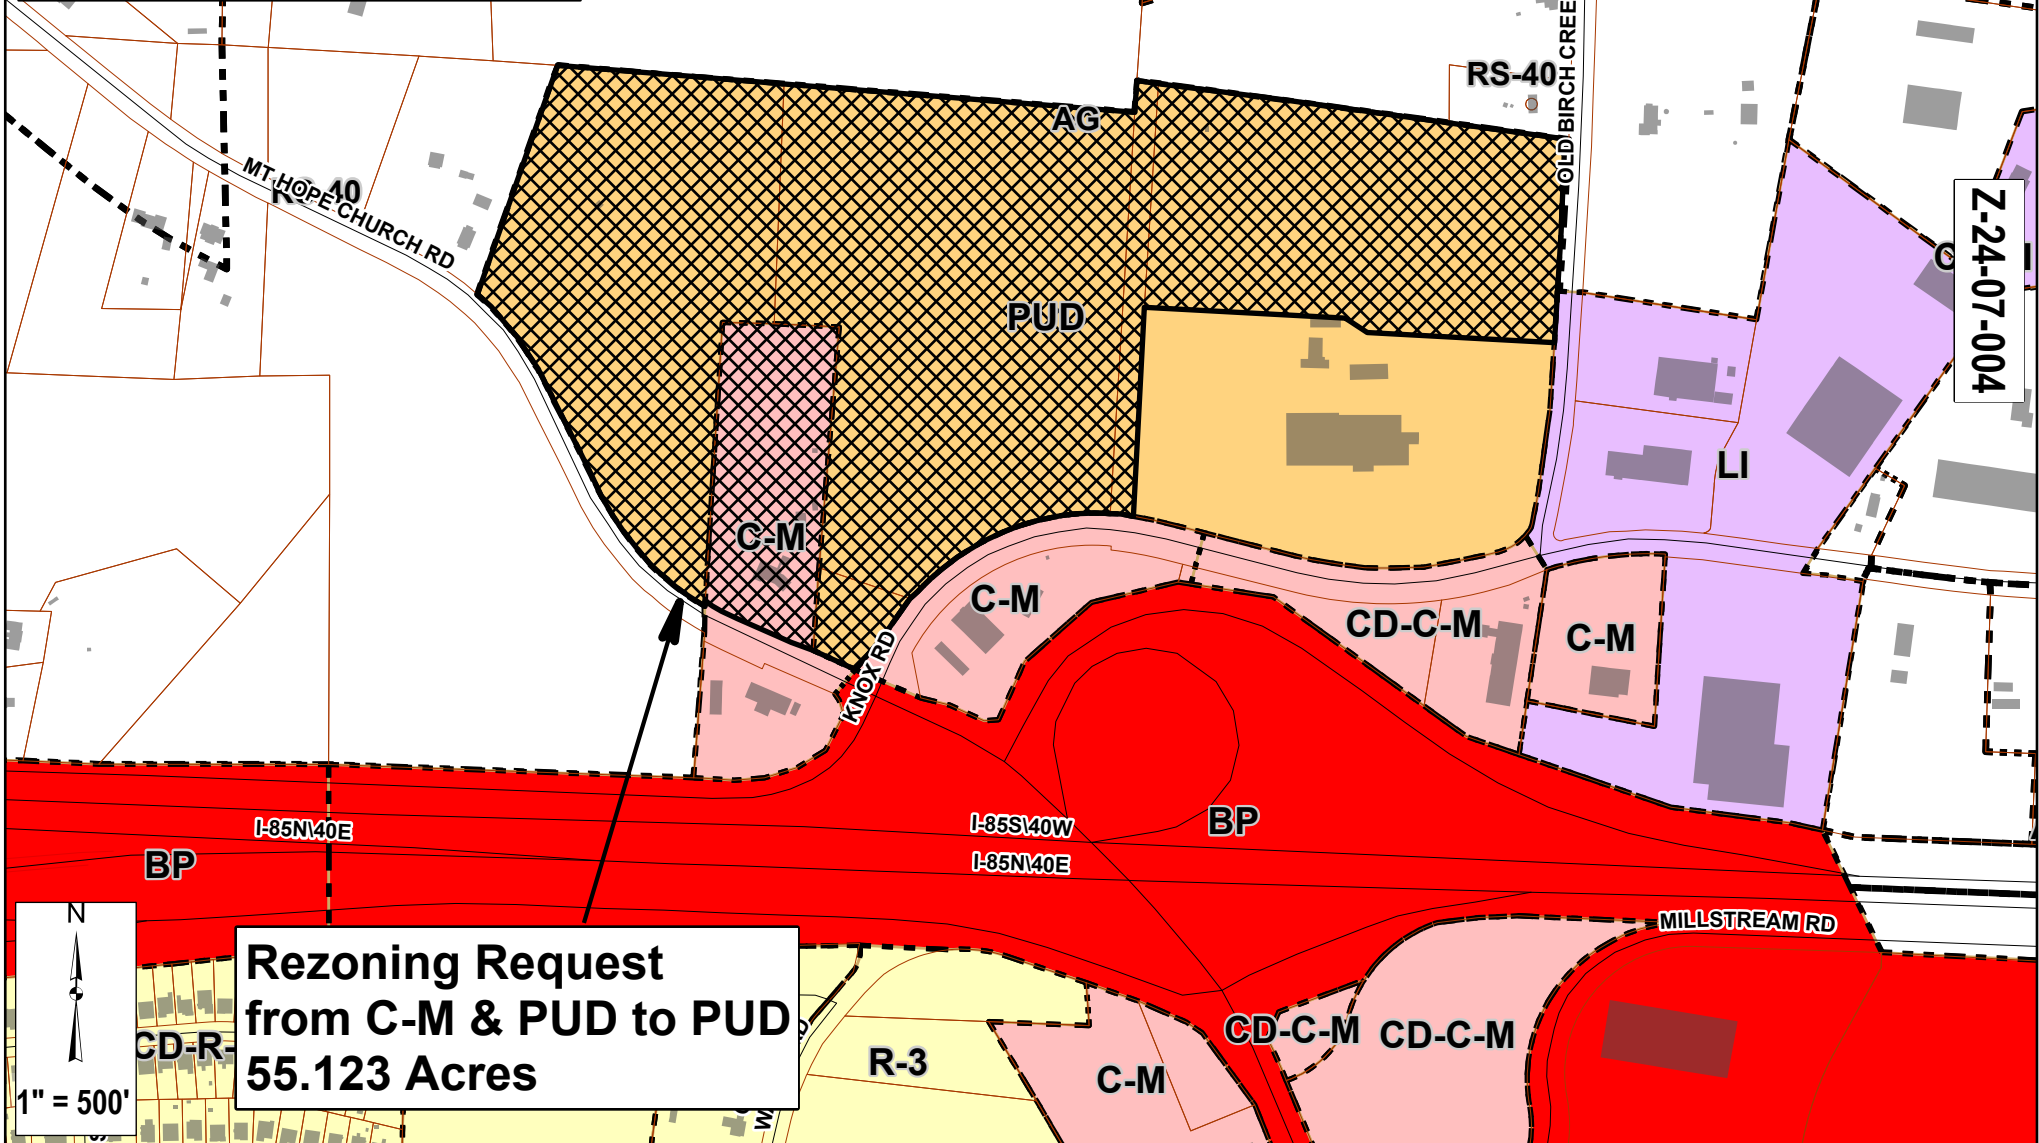 RS-40
AG
OLD BIRCH CREE
MT HOPE CHURCH RD
Z-24-07-004
PUD
LI
C-M
C-M
CD-C-M
C-M
KNOX RD
BP
I-85N\40E
I-85S\40W
I-85N\40E
BP
MILLSTREAM RD
N
1" = 500'
Rezoning Request
from C-M & PUD to PUD
55.123 Acres
CD-R-
R-3
C-M
CD-C-M
CD-C-M